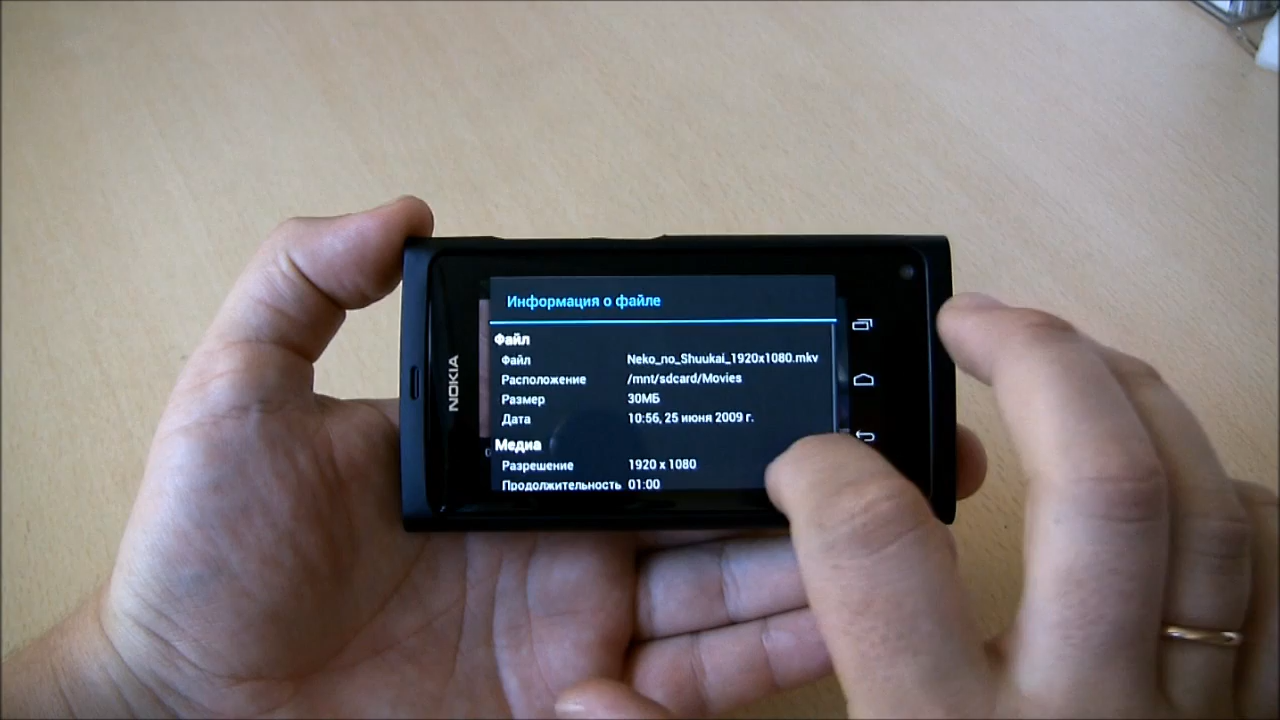 NOKIA
Информация о файле
Файл
Файл Neko_no_Shuukai_1920x1080.mkv
Расположение /mnt/sdcard/Movies
Размер 30МБ
Дата 10:56, 25 июня 2009 г.
Медиа
Разрешение 1920 x 1080
Продолжительность 01:00